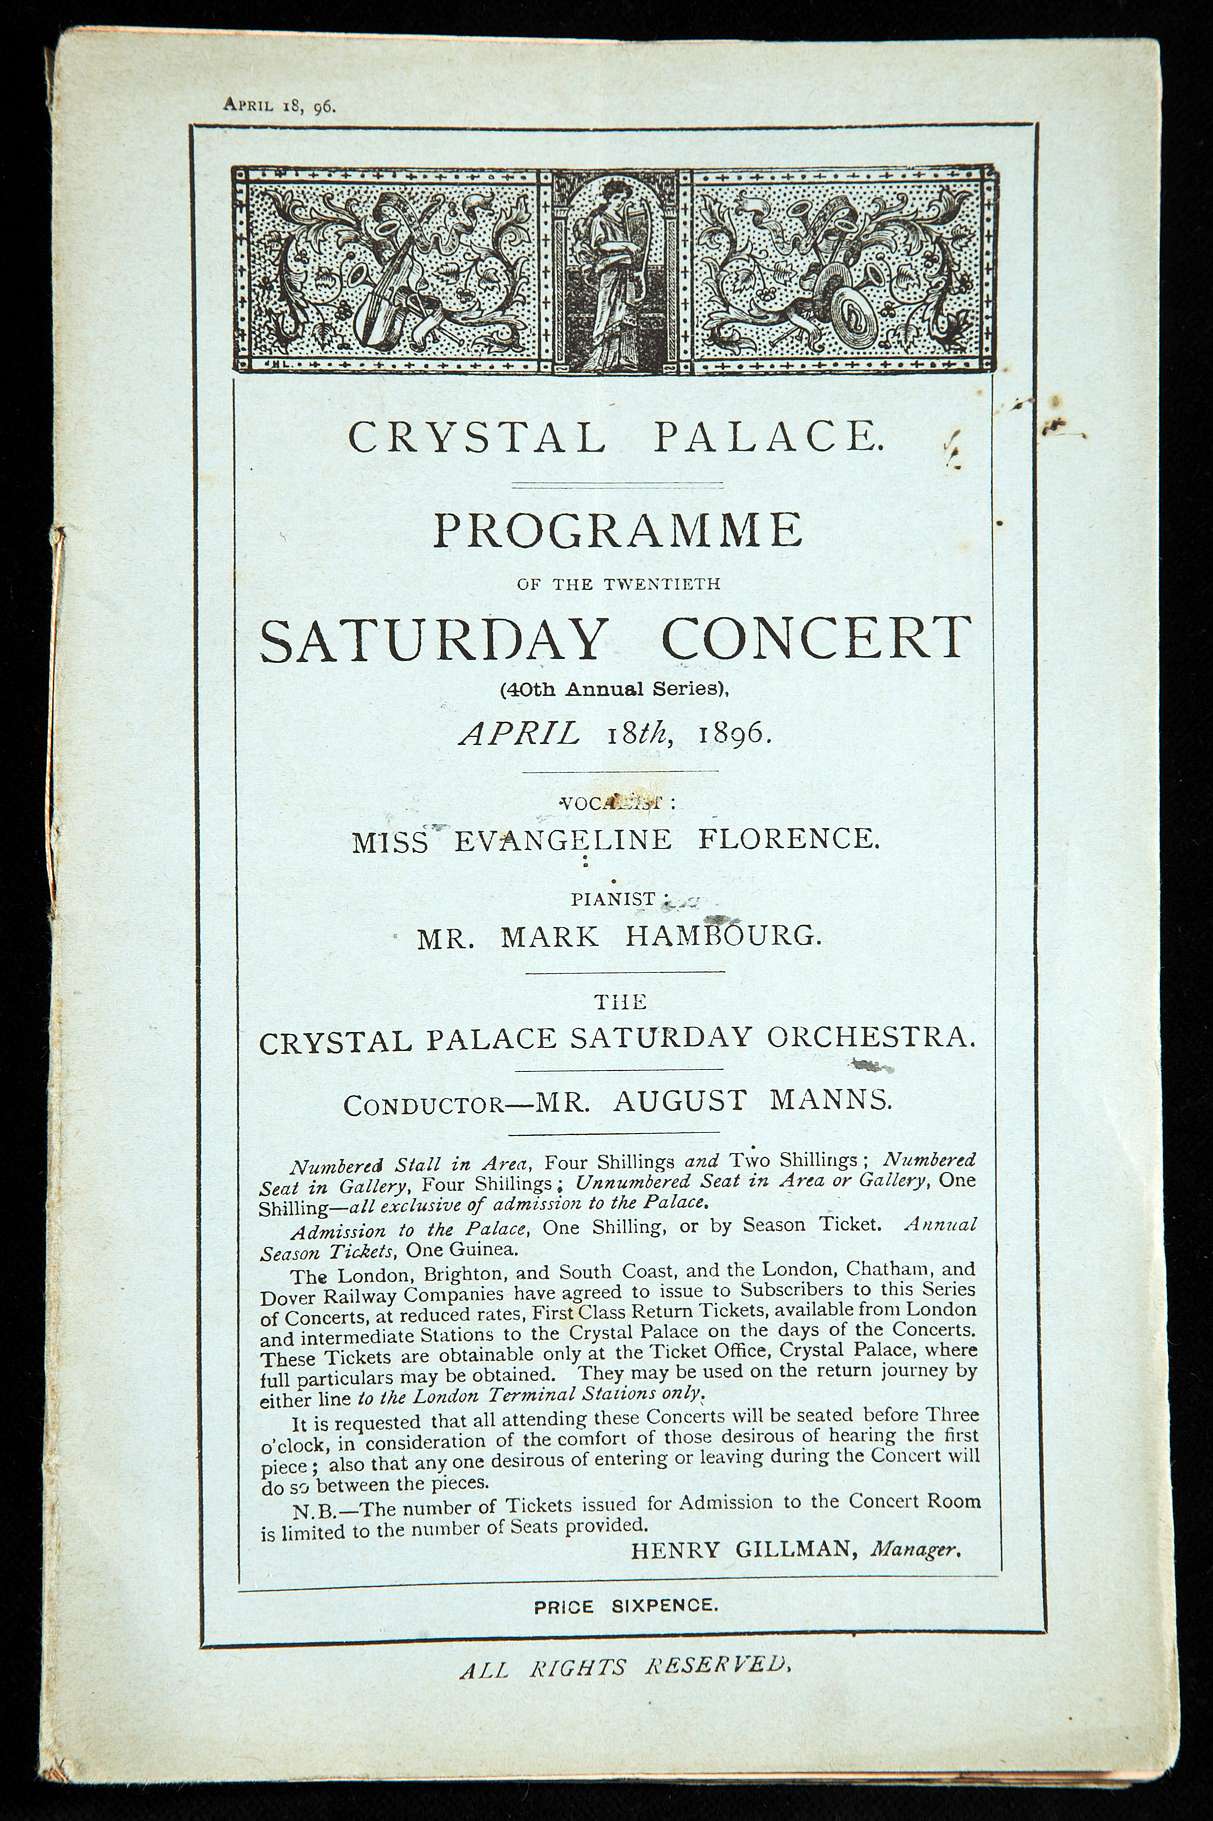 APRIL 18, 96.
HL.
CRYSTAL PALACE.
PROGRAMME
OF THE TWENTIETH
SATURDAY CONCERT
(40th Annual Series),
APRIL 18th, 1896.
VOCALIST:
MISS EVANGELINE FLORENCE.
PIANIST:
MR. MARK HAMBOURG.
THE
CRYSTAL PALACE SATURDAY ORCHESTRA.
CONDUCTOR—MR. AUGUST MANNS.
Numbered Stall in Area, Four Shillings and Two Shillings; Numbered
Seat in Gallery, Four Shillings; Unnumbered Seat in Area or Gallery, One
Shilling—all exclusive of admission to the Palace.
Admission to the Palace, One Shilling, or by Season Ticket. Annual
Season Tickets, One Guinea.
The London, Brighton, and South Coast, and the London, Chatham, and
Dover Railway Companies have agreed to issue to Subscribers to this Series
of Concerts, at reduced rates, First Class Return Tickets, available from London
and intermediate Stations to the Crystal Palace on the days of the Concerts.
These Tickets are obtainable only at the Ticket Office, Crystal Palace, where
full particulars may be obtained. They may be used on the return journey by
either line to the London Terminal Stations only.
It is requested that all attending these Concerts will be seated before Three
o'clock, in consideration of the comfort of those desirous of hearing the first
piece; also that any one desirous of entering or leaving during the Concert will
do so between the pieces.
N.B.—The number of Tickets issued for Admission to the Concert Room
is limited to the number of Seats provided.
HENRY GILLMAN, Manager.
PRICE SIXPENCE.
ALL RIGHTS RESERVED.